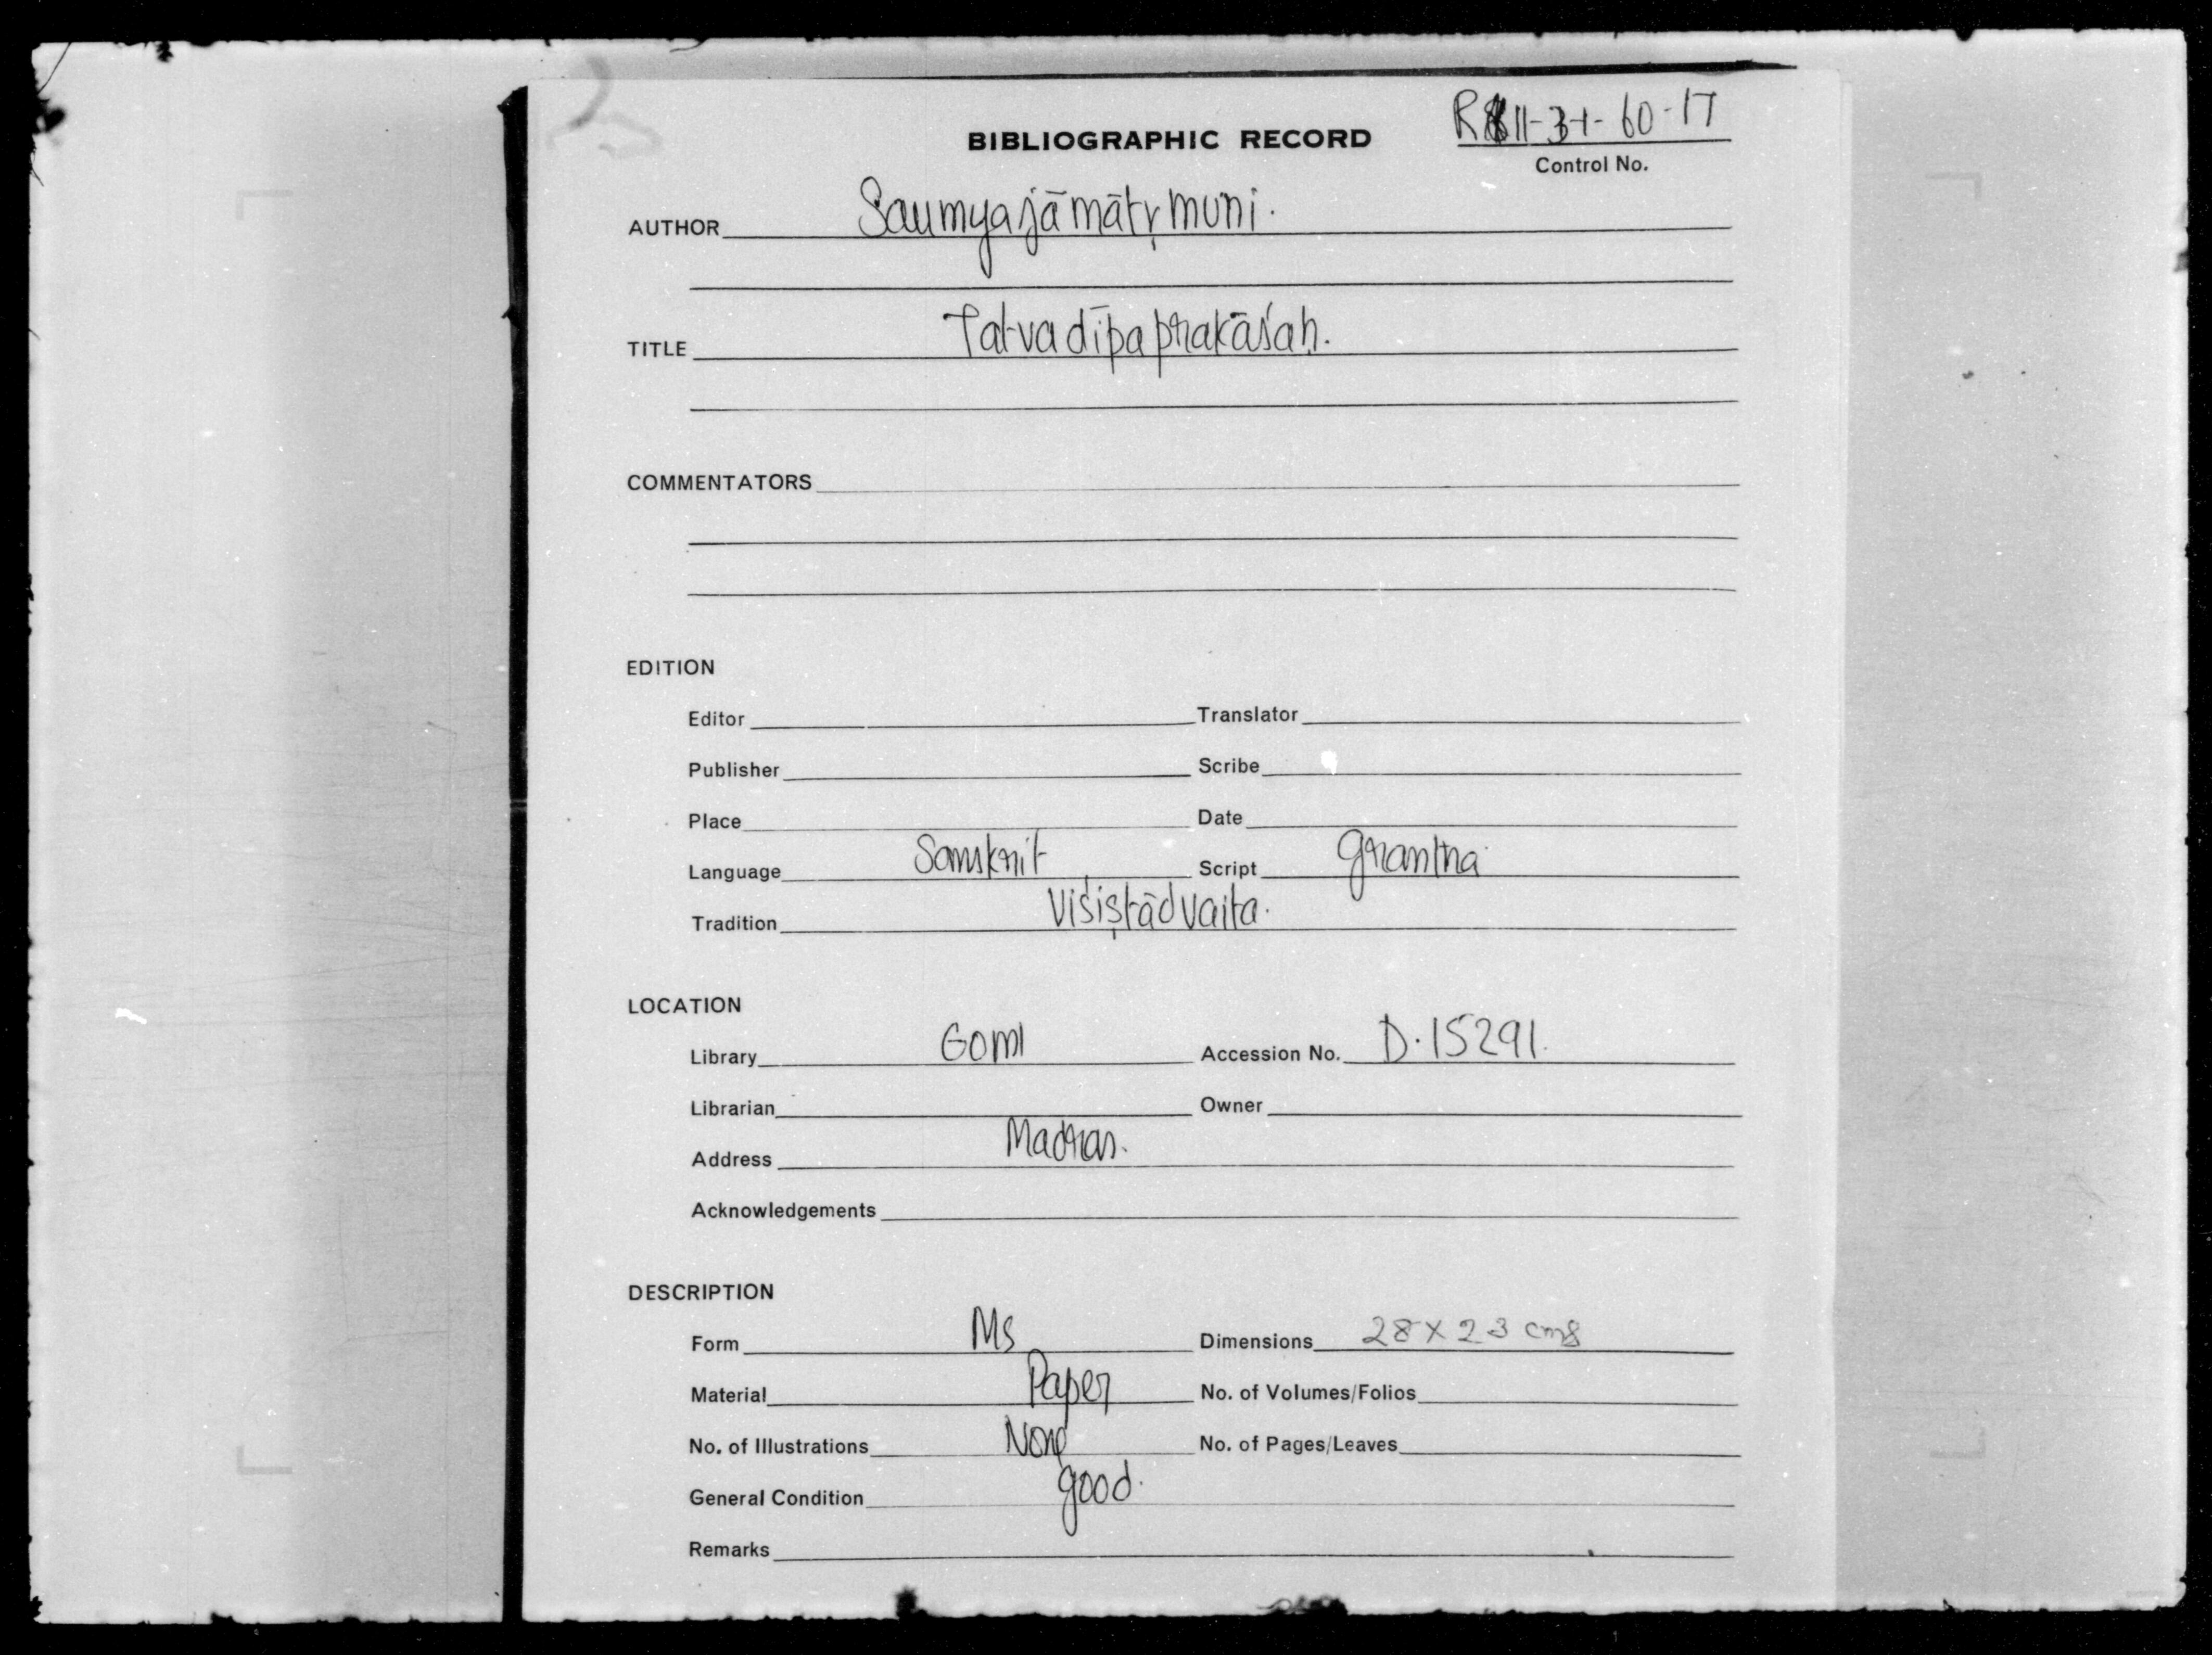 BIBLIOGRAPHIC RECORD
11-31-60-17
Control No.
AUTHOR Saumyajāmātṛmuni.
TITLE Tatvadīpaprakāśaḥ.
COMMENTATORS
EDITION
Editor Translator
Publisher Scribe
Place Date
Language Samskrit Script grantha
Tradition Viśiṣtādvaita.
LOCATION
Library GOml Accession No. D.15291.
Librarian Owner
Address Madras.
Acknowledgements
DESCRIPTION
Form Ms Dimensions 28 x 23 cms
Material Paper No. of Volumes/Folios
No. of Illustrations None No. of Pages/Leaves
General Condition good.
Remarks